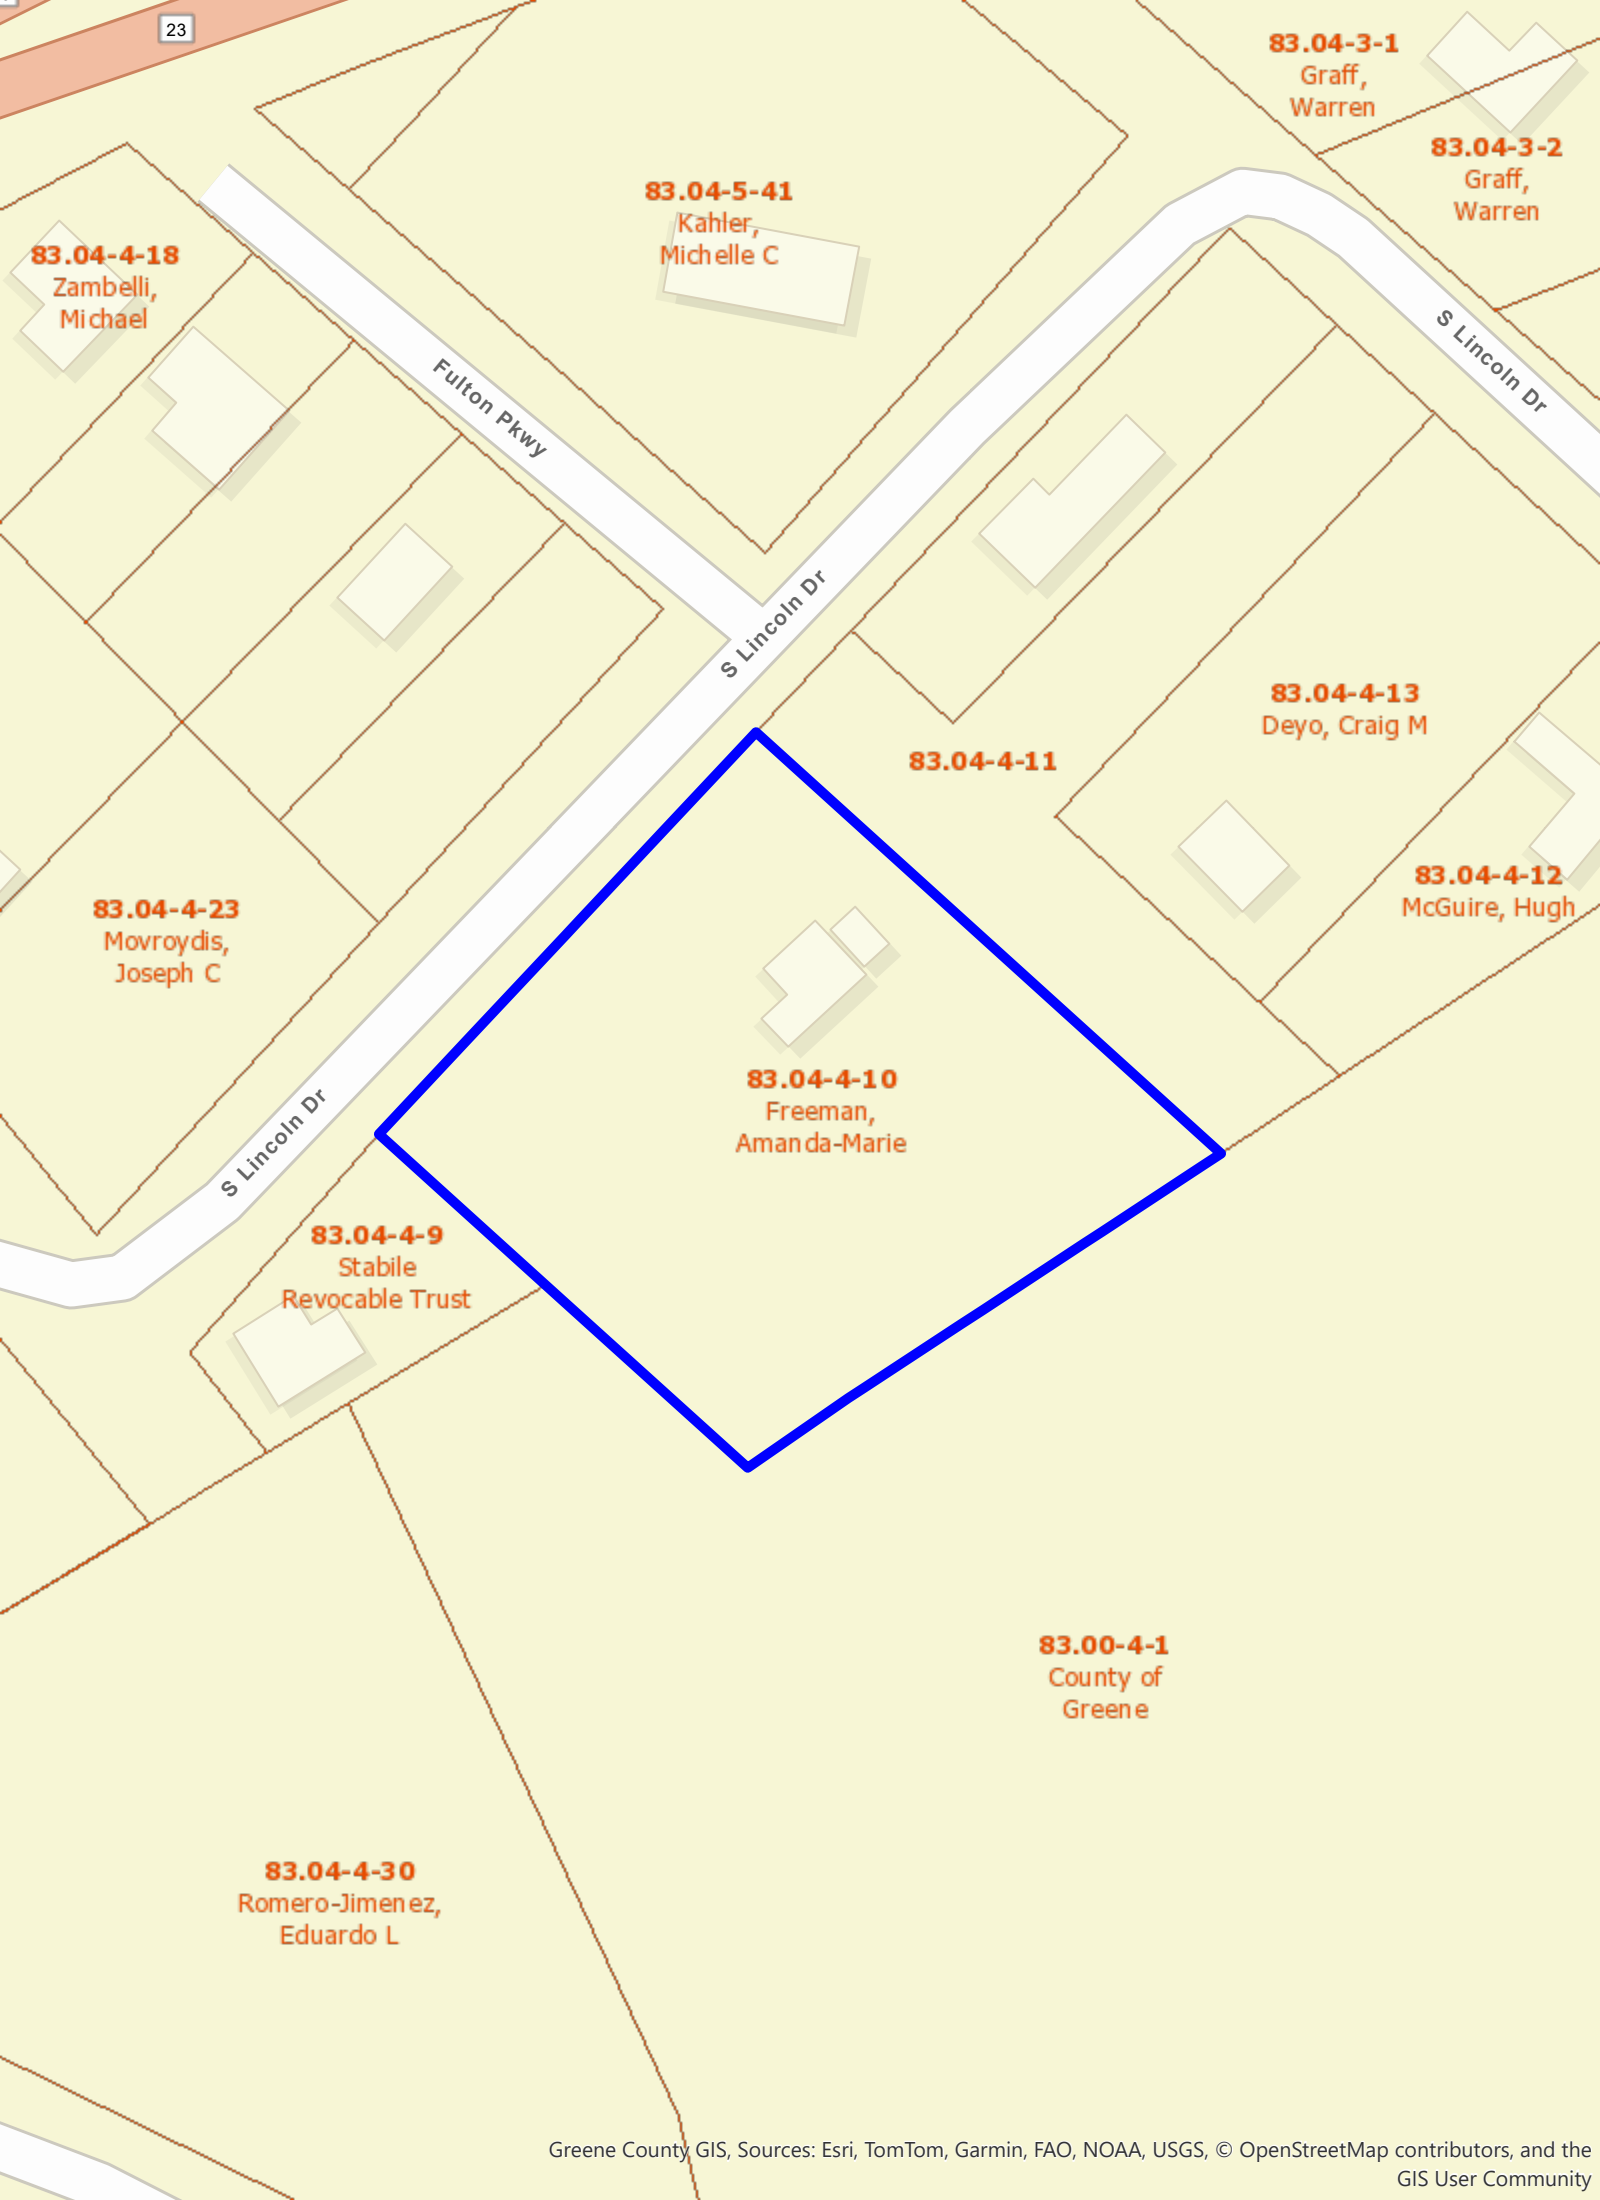 23
83.04-3-1
Graff,
Warren
83.04-3-2
Graff,
Warren
83.04-5-41
Kahler,
Michelle C
83.04-4-18
Zambelli,
Michael
S Lincoln Dr
Fulton Pkwy
S Lincoln Dr
83.04-4-13
Deyo, Craig M
83.04-4-11
83.04-4-12
McGuire, Hugh
83.04-4-23
Movroydis,
Joseph C
83.04-4-10
Freeman,
Amanda-Marie
S Lincoln Dr
83.04-4-9
Stabile
Revocable Trust
83.00-4-1
County of
Greene
83.04-4-30
Romero-Jimenez,
Eduardo L
Greene County GIS, Sources: Esri, TomTom, Garmin, FAO, NOAA, USGS, © OpenStreetMap contributors, and the
GIS User Community